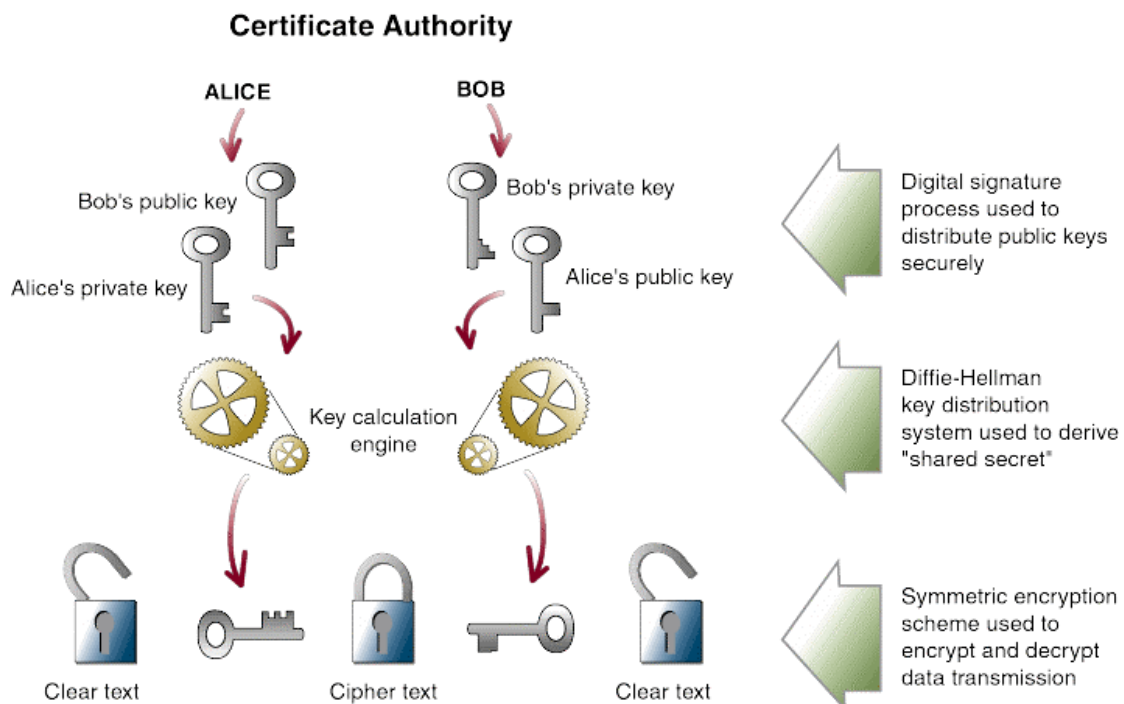 Certificate Authority
ALICE
BOB
Bob's public key
Bob's private key
Alice's private key
Alice's public key
Digital signature
process used to
distribute public keys
securely
Key calculation
engine
Diffie-Hellman
key distribution
system used to derive
"shared secret"
Clear text
Cipher text
Clear text
Symmetric encryption
scheme used to
encrypt and decrypt
data transmission